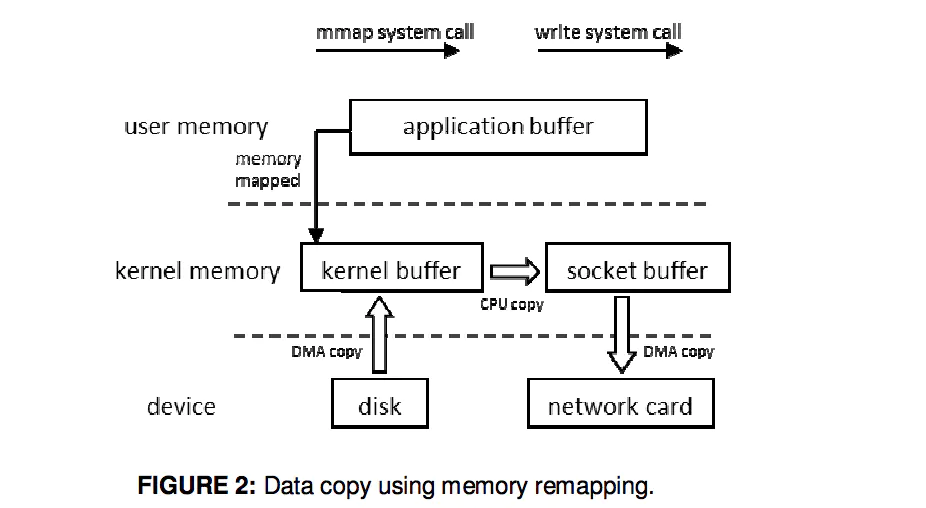 mmap system call
write system call
user memory
application buffer
memory
mapped
kernel memory
kernel buffer
socket buffer
CPU copy
DMA copy
DMA copy
device
disk
network card
FIGURE 2: Data copy using memory remapping.